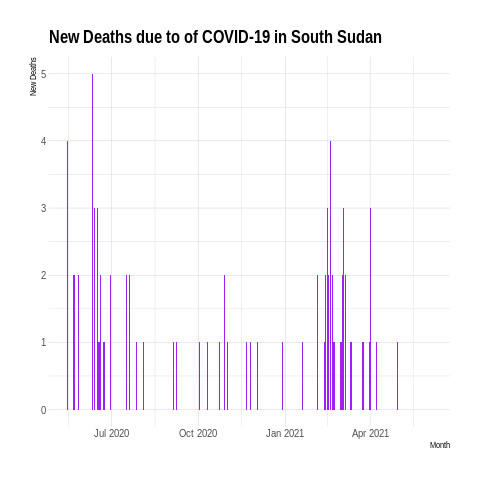 New Deaths due to of COVID-19 in South Sudan
New Deaths
5
4
3
2
1
0
Jul 2020 Oct 2020 Jan 2021 Apr 2021
Month